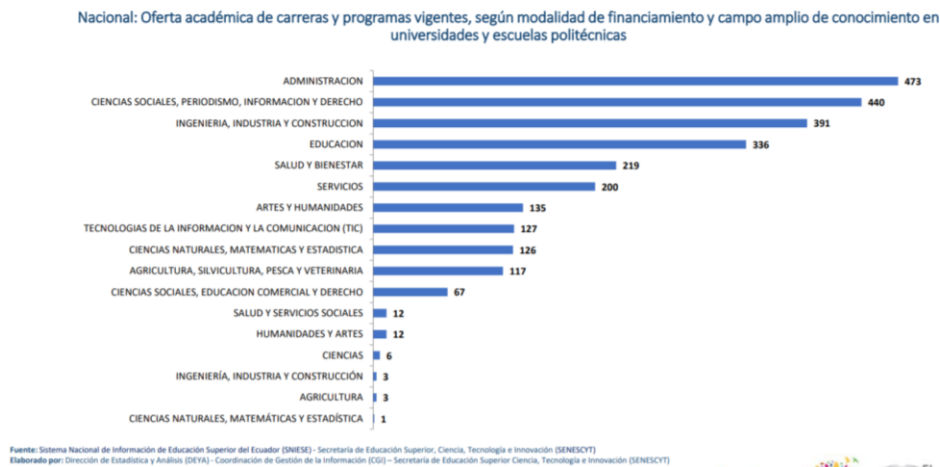 Nacional: Oferta académica de carreras y programas vigentes, según modalidad de financiamiento y campo amplio de conocimiento en
universidades y escuelas politécnicas
ADMINISTRACION 473
CIENCIAS SOCIALES, PERIODISMO, INFORMACION Y DERECHO 440
INGENIERIA, INDUSTRIA Y CONSTRUCCION 391
EDUCACION 336
SALUD Y BIENESTAR 219
SERVICIOS 200
ARTES Y HUMANIDADES 135
TECNOLOGIAS DE LA INFORMACION Y LA COMUNICACION (TIC) 127
CIENCIAS NATURALES, MATEMATICAS Y ESTADISTICA 126
AGRICULTURA, SILVICULTURA, PESCA Y VETERINARIA 117
CIENCIAS SOCIALES, EDUCACION COMERCIAL Y DERECHO 67
SALUD Y SERVICIOS SOCIALES 12
HUMANIDADES Y ARTES 12
CIENCIAS 6
INGENIERÍA, INDUSTRIA Y CONSTRUCCIÓN 3
AGRICULTURA 3
CIENCIAS NATURALES, MATEMÁTICAS Y ESTADÍSTICA 1
Fuente: Sistema Nacional de Información de Educación Superior del Ecuador (SNIESE) - Secretaría de Educación Superior, Ciencia, Tecnología e Innovación (SENESCYT)
Elaborado por: Dirección de Estadística y Análisis (DEYA) - Coordinación de Gestión de la Información (CGI) – Secretaría de Educación Superior Ciencia, Tecnología e Innovación (SENESCYT)